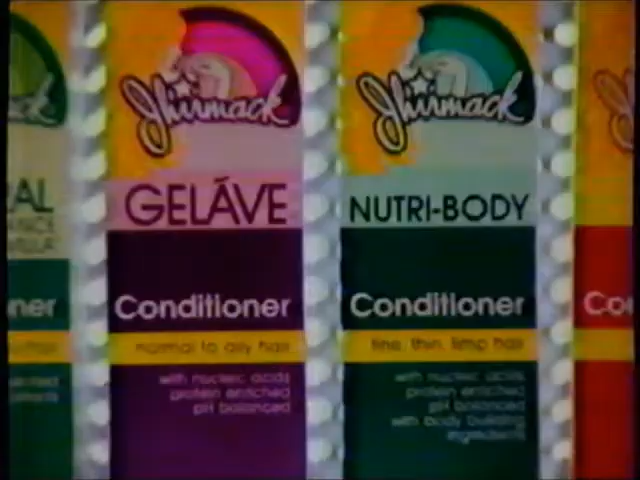 Jhirmack
GELÁVE
Conditioner
normal to oily hair
with nucleic acids
protein enriched
pH balanced
Jhirmack
NUTRI-BODY
Conditioner
fine, thin, limp hair
with nucleic acids
protein enriched
pH balanced
with body building
ingredients